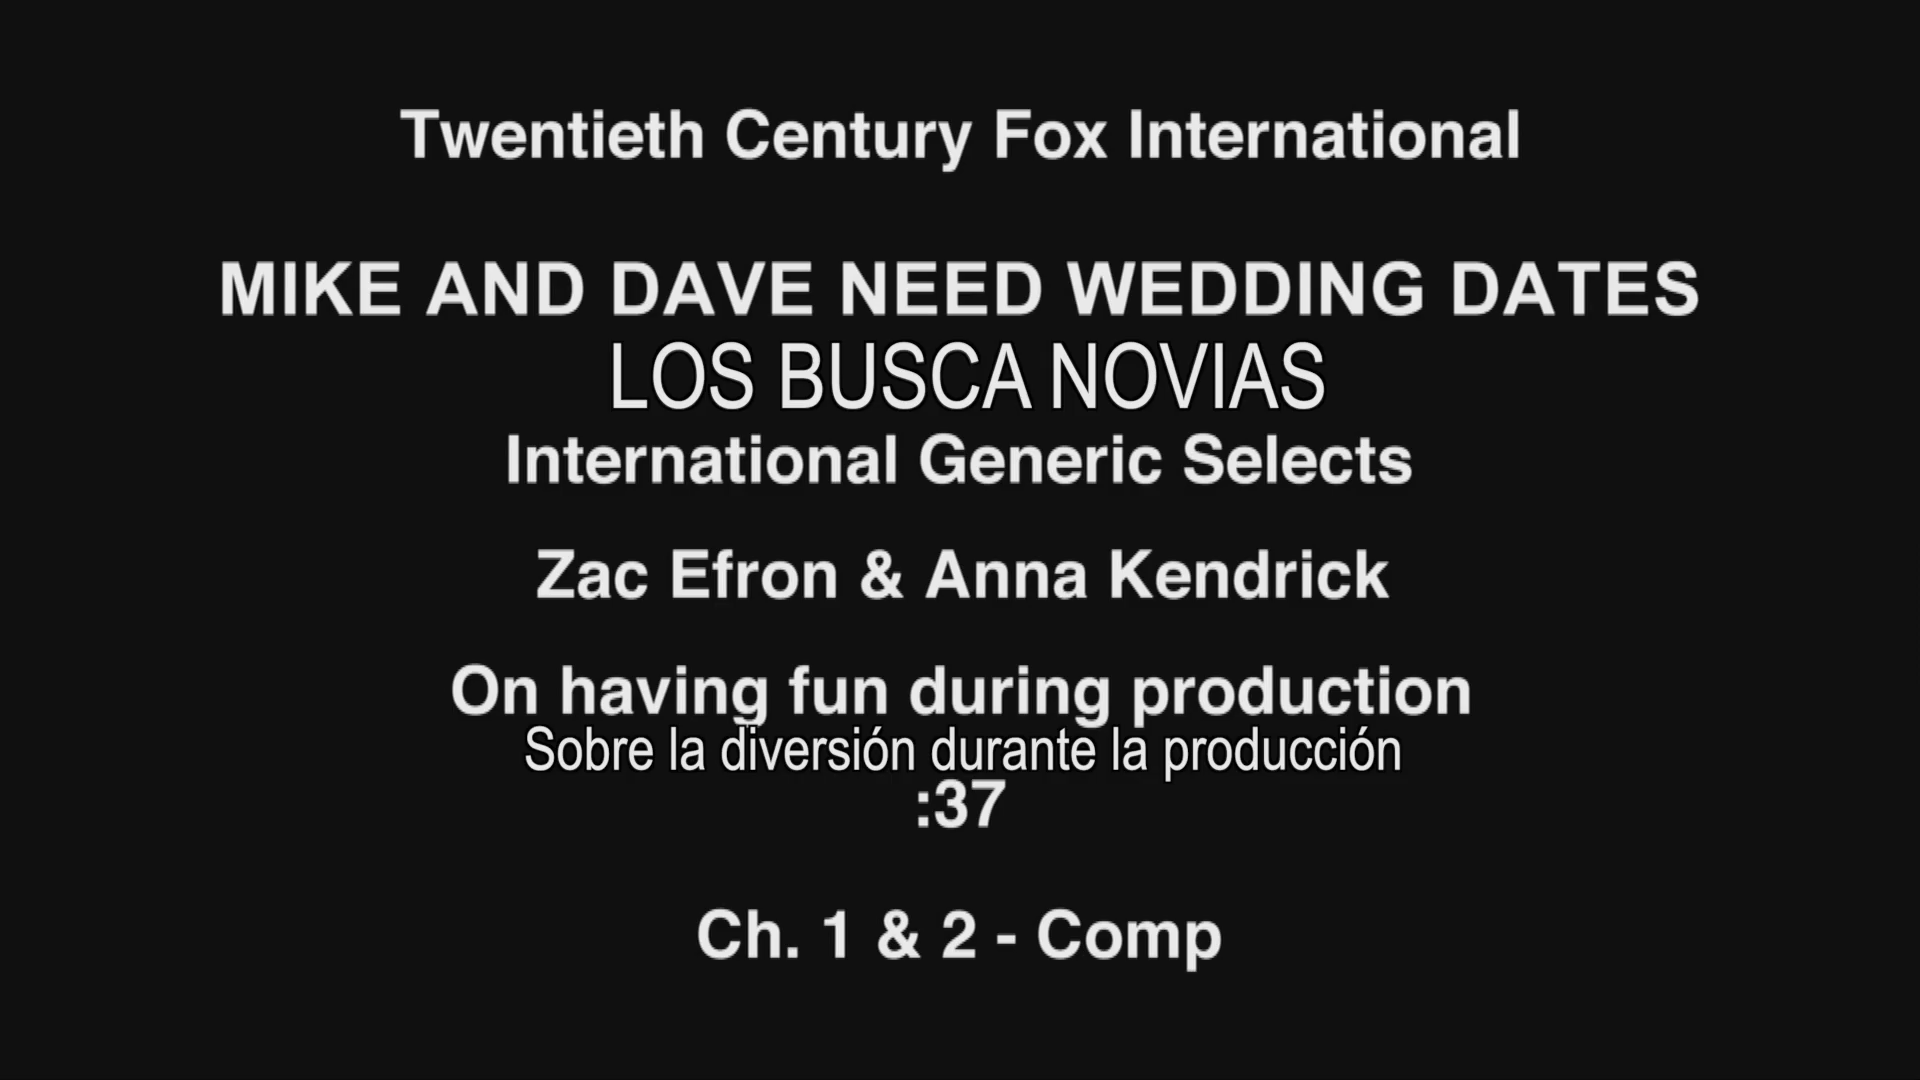 Twentieth Century Fox International
MIKE AND DAVE NEED WEDDING DATES
LOS BUSCA NOVIAS
International Generic Selects
Zac Efron & Anna Kendrick
On having fun during production
Sobre la diversión durante la producción
:37
Ch. 1 & 2 - Comp